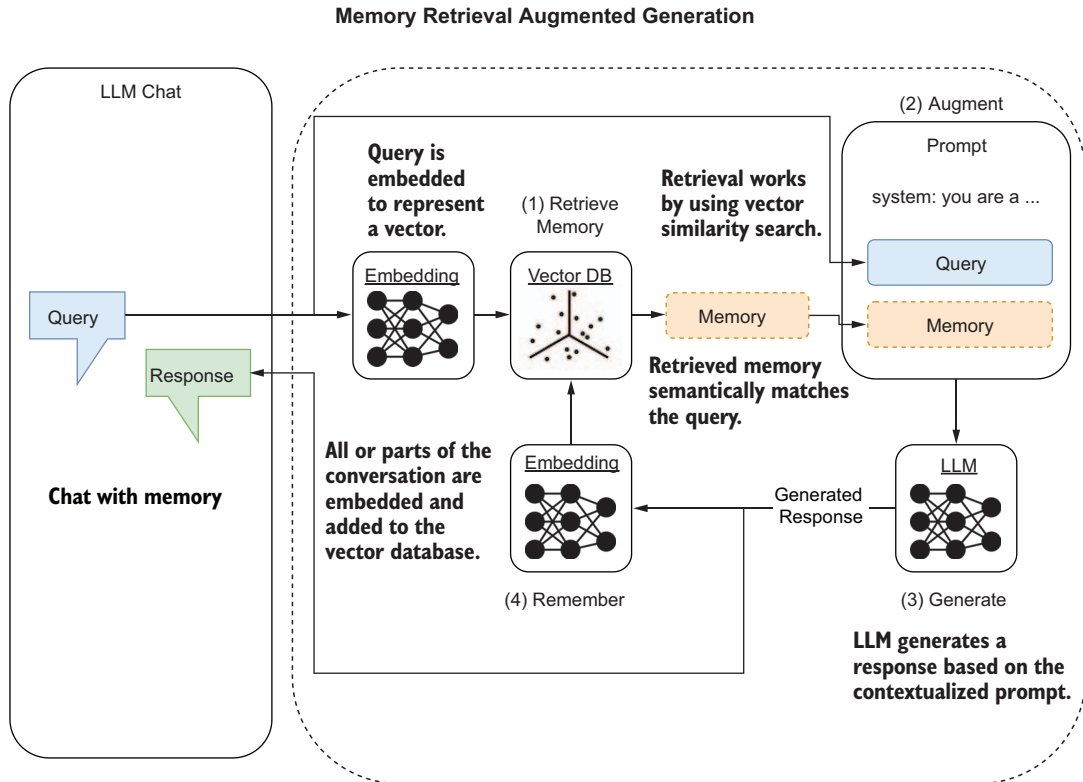 Memory Retrieval Augmented Generation
LLM Chat
Query
Response
Chat with memory
Query is
embedded
to represent
a vector.
Embedding
(1) Retrieve
Memory
Vector DB
Retrieval works
by using vector
similarity search.
Memory
Retrieved memory
semantically matches
the query.
(2) Augment
Prompt
system: you are a ...
Query
Memory
All or parts of the
conversation are
embedded and
added to the
vector database.
Embedding
(4) Remember
Generated
Response
LLM
(3) Generate
LLM generates a
response based on the
contextualized prompt.